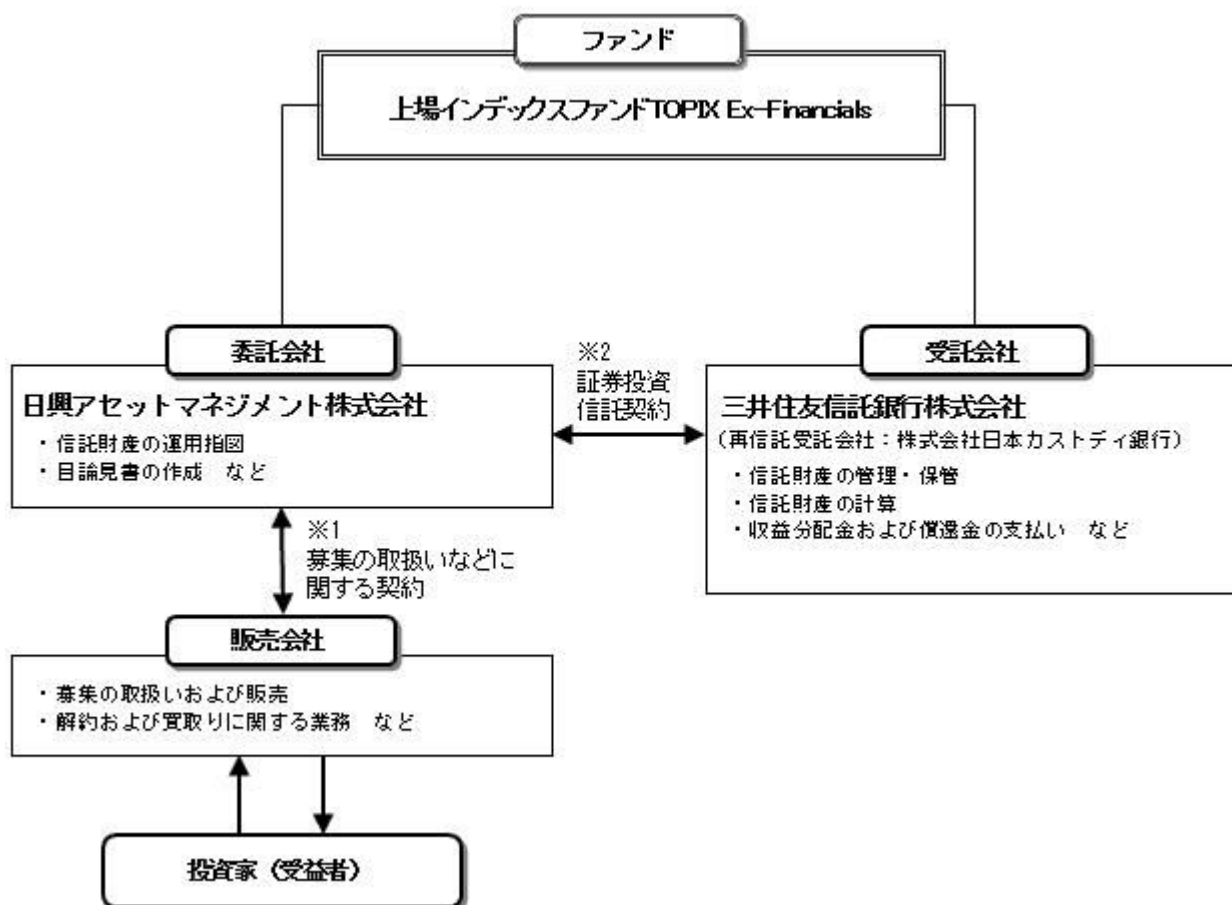 ファンド
上場インデックスファンドTOPIX Ex-Financials
委託会社
日興アセットマネジメント株式会社
・信託財産の運用指図
・目論見書の作成　など
※2
証券投資
信託契約
受託会社
三井住友信託銀行株式会社
（再信託受託会社：株式会社日本カストディ銀行）
・信託財産の管理・保管
・信託財産の計算
・収益分配金および償還金の支払い　など
※1
募集の取扱いなどに
関する契約
販売会社
・募集の取扱いおよび販売
・解約および買取りに関する業務　など
投資家（受益者）